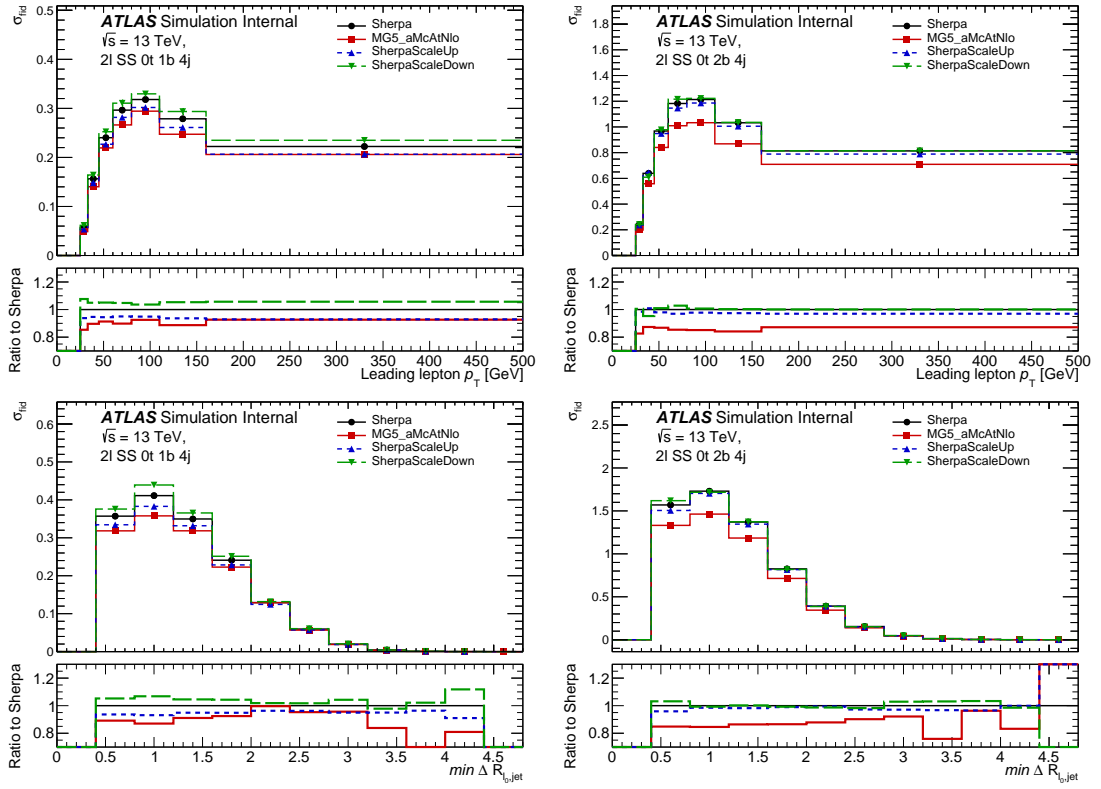 σ_fid
ATLAS Simulation Internal
√s = 13 TeV,
2l SS 0t 1b 4j
Sherpa
MG5_aMcAtNlo
SherpaScaleUp
SherpaScaleDown
0.5
0.4
0.3
0.2
0.1
0
Ratio to Sherpa
1.2
1
0.8
0 50 100 150 200 250 300 350 400 450 500
Leading lepton p_T [GeV]
σ_fid
ATLAS Simulation Internal
√s = 13 TeV,
2l SS 0t 2b 4j
Sherpa
MG5_aMcAtNlo
SherpaScaleUp
SherpaScaleDown
1.8
1.6
1.4
1.2
1
0.8
0.6
0.4
0.2
0
Ratio to Sherpa
1.2
1
0.8
0 50 100 150 200 250 300 350 400 450 500
Leading lepton p_T [GeV]
σ_fid
ATLAS Simulation Internal
√s = 13 TeV,
2l SS 0t 1b 4j
Sherpa
MG5_aMcAtNlo
SherpaScaleUp
SherpaScaleDown
0.6
0.5
0.4
0.3
0.2
0.1
0
Ratio to Sherpa
1.2
1
0.8
0 0.5 1 1.5 2 2.5 3 3.5 4 4.5
min Δ R_l₀,jet
σ_fid
ATLAS Simulation Internal
√s = 13 TeV,
2l SS 0t 2b 4j
Sherpa
MG5_aMcAtNlo
SherpaScaleUp
SherpaScaleDown
2.5
2
1.5
1
0.5
0
Ratio to Sherpa
1.2
1
0.8
0 0.5 1 1.5 2 2.5 3 3.5 4 4.5
min Δ R_l₀,jet